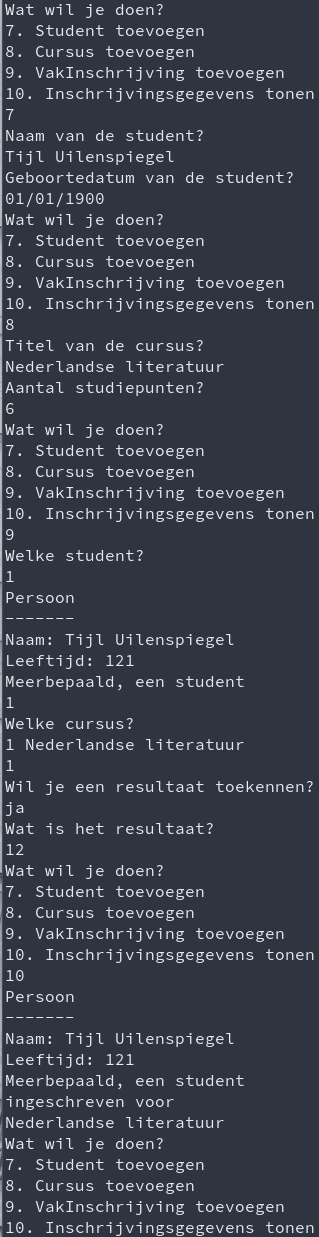 Wat wil je doen?
7. Student toevoegen
8. Cursus toevoegen
9. VakInschrijving toevoegen
10. Inschrijvingsgegevens tonen
7
Naam van de student?
Tijl Uilenspiegel
Geboortedatum van de student?
01/01/1900
Wat wil je doen?
7. Student toevoegen
8. Cursus toevoegen
9. VakInschrijving toevoegen
10. Inschrijvingsgegevens tonen
8
Titel van de cursus?
Nederlandse literatuur
Aantal studiepunten?
6
Wat wil je doen?
7. Student toevoegen
8. Cursus toevoegen
9. VakInschrijving toevoegen
10. Inschrijvingsgegevens tonen
9
Welke student?
1
Persoon
-------
Naam: Tijl Uilenspiegel
Leeftijd: 121
Meerbepaald, een student
1
Welke cursus?
1 Nederlandse literatuur
1
Wil je een resultaat toekennen?
ja
Wat is het resultaat?
12
Wat wil je doen?
7. Student toevoegen
8. Cursus toevoegen
9. VakInschrijving toevoegen
10. Inschrijvingsgegevens tonen
10
Persoon
-------
Naam: Tijl Uilenspiegel
Leeftijd: 121
Meerbepaald, een student
ingeschreven voor
Nederlandse literatuur
Wat wil je doen?
7. Student toevoegen
8. Cursus toevoegen
9. VakInschrijving toevoegen
10. Inschrijvingsgegevens tonen